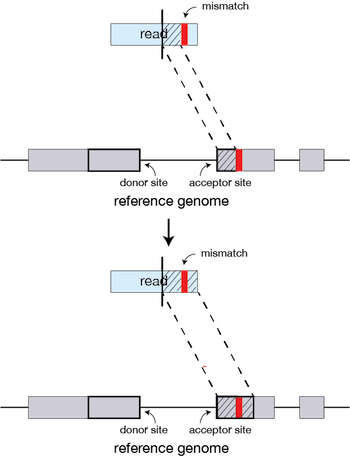 mismatch
read
donor site acceptor site
reference genome
mismatch
read
donor site acceptor site
reference genome